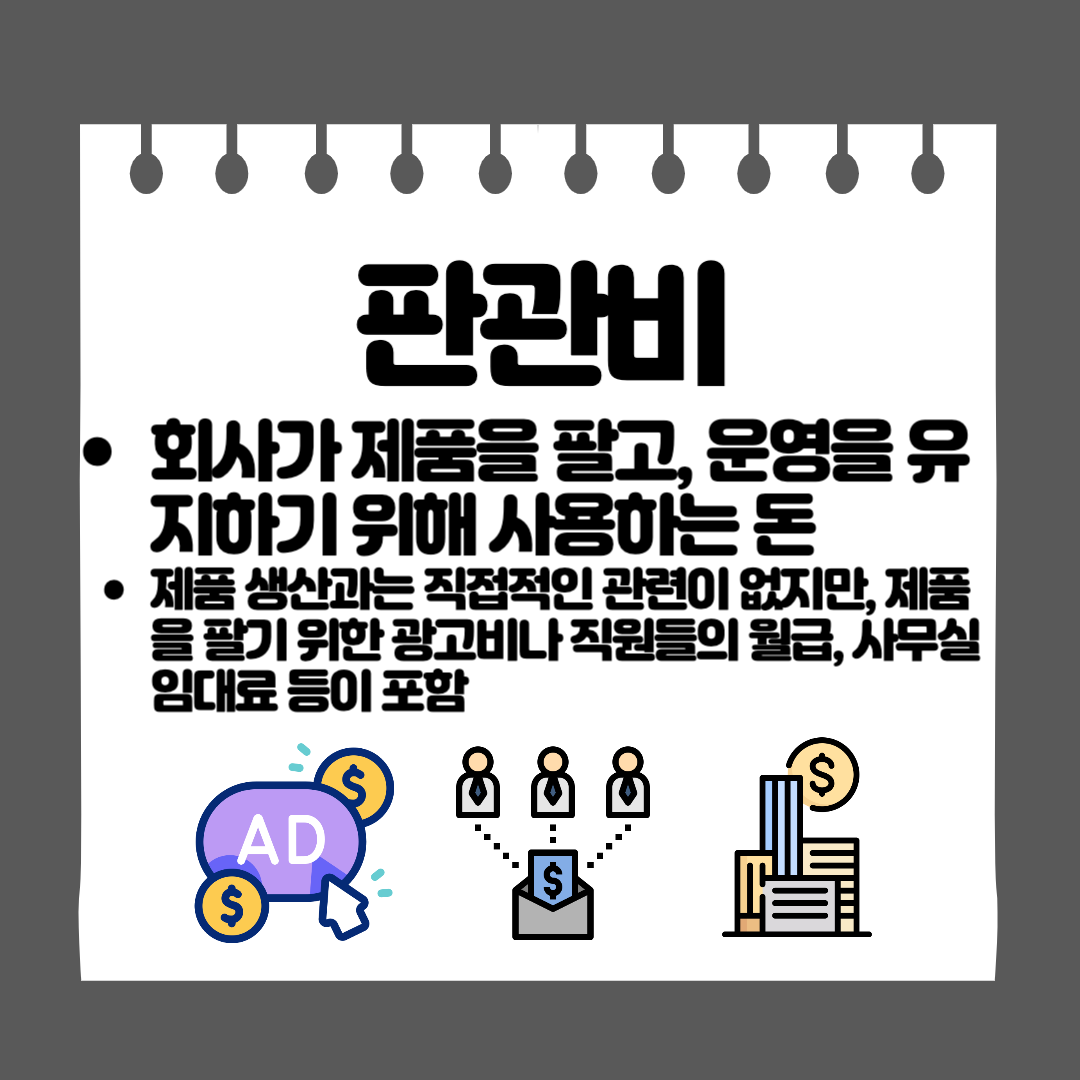 판관비
• 회사가 제품을 팔고, 운영을 유
지하기 위해 사용하는 돈
• 제품 생산과는 직접적인 관련이 없지만, 제품
을 팔기 위한 광고비나 직원들의 월급, 사무실
임대료 등이 포함
$
AD
$
$
$